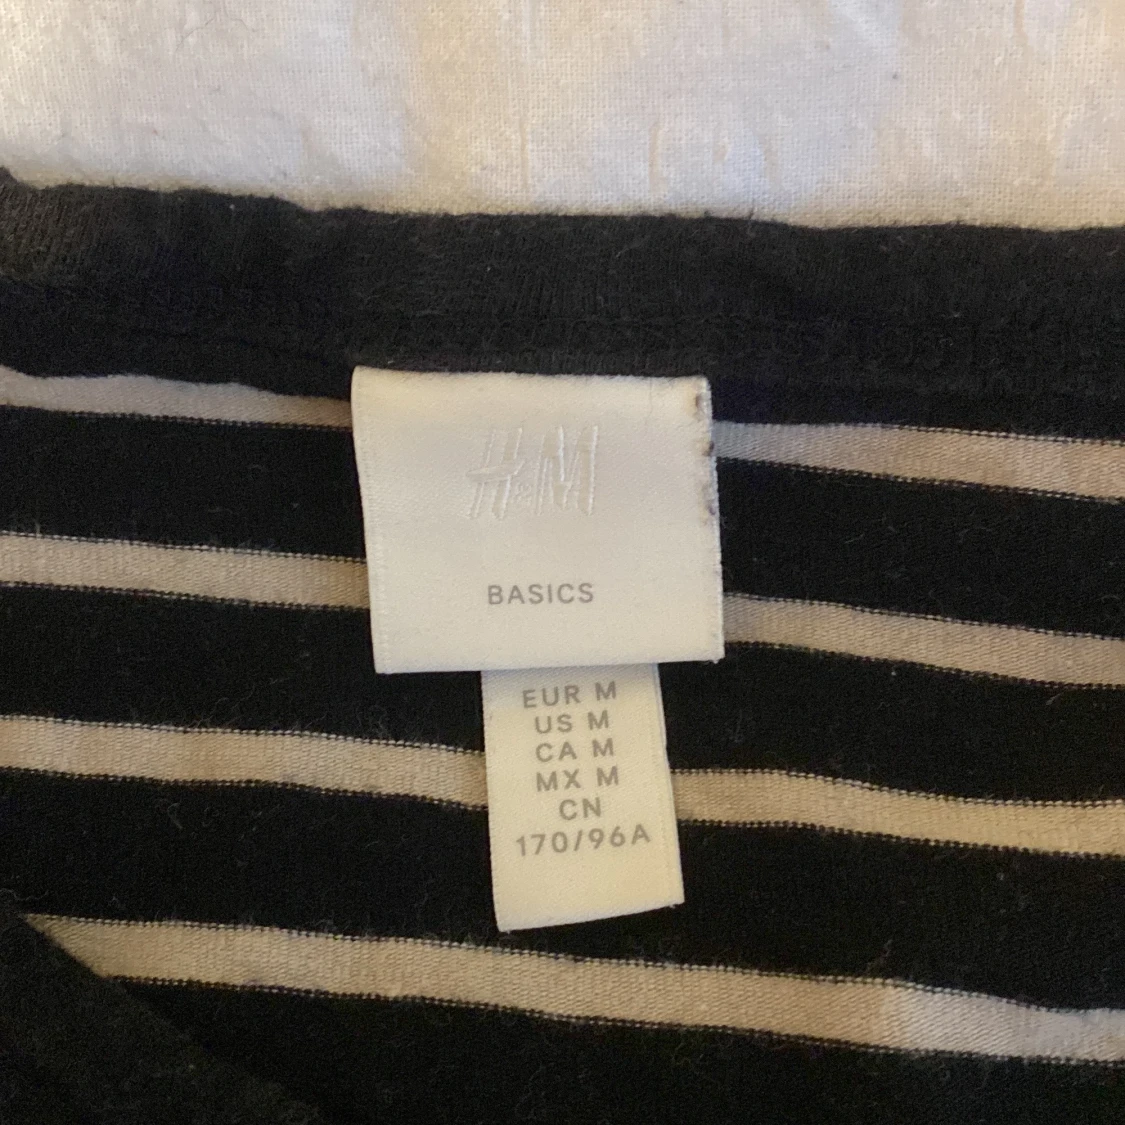 H&M
BASICS
EUR M
US M
CA M
MX M
CN
170/96A